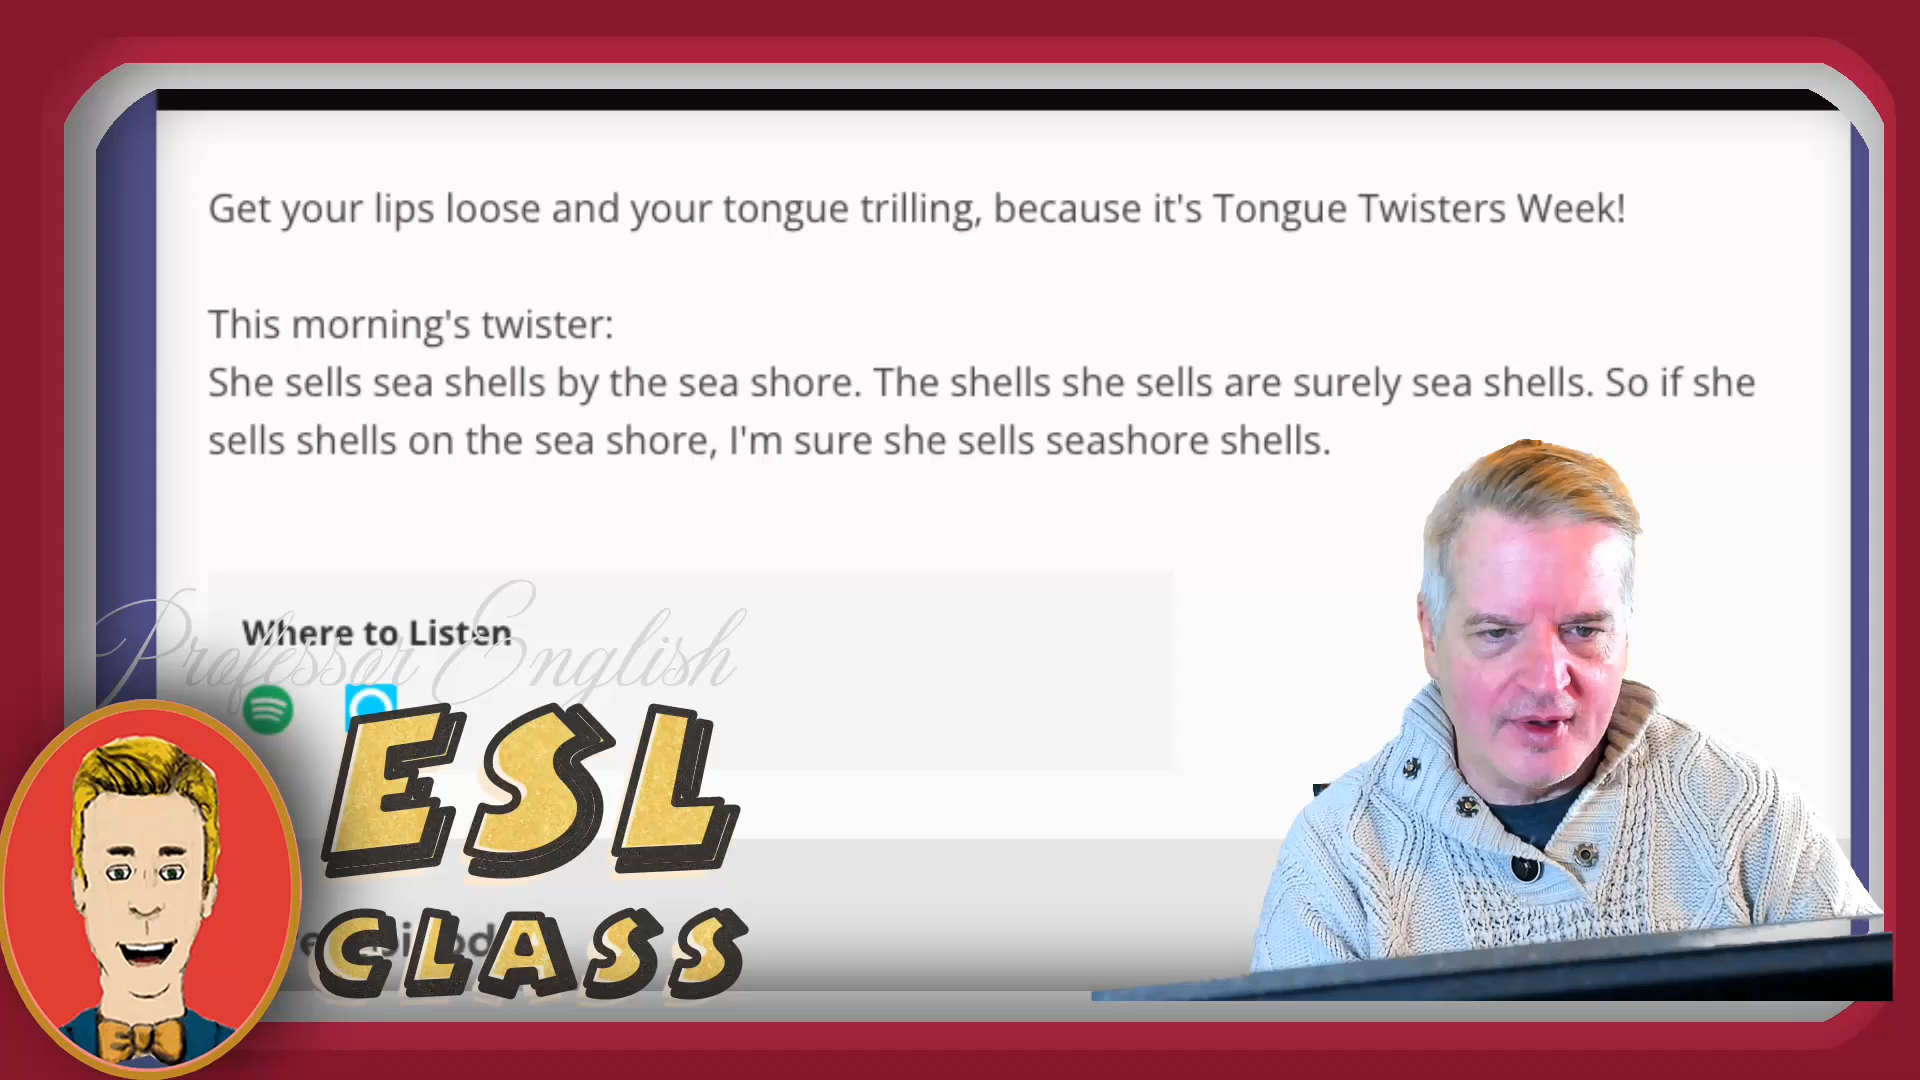 Get your lips loose and your tongue trilling, because it's Tongue Twisters Week!
This morning's twister:
She sells sea shells by the sea shore. The shells she sells are surely sea shells. So if she
sells shells on the sea shore, I'm sure she sells seashore shells.
Where to Listen
Professor English
ESL
CLASS